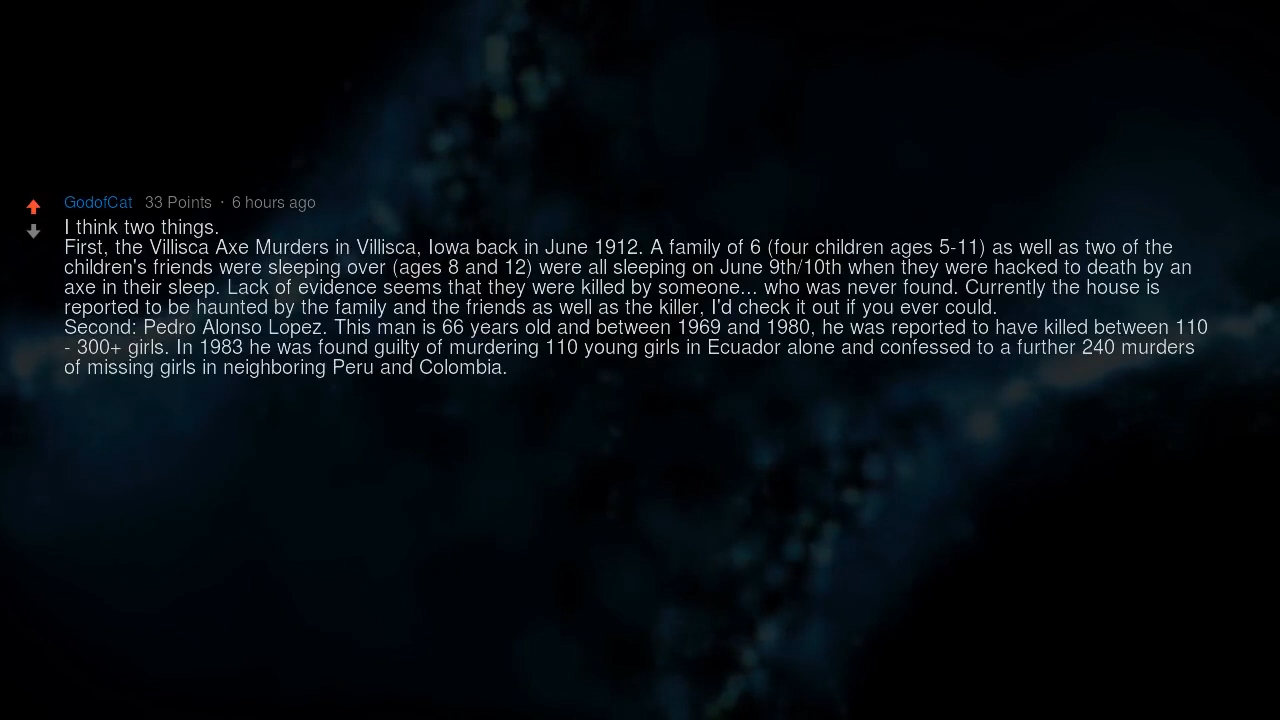 GodofCat 33 Points · 6 hours ago
I think two things.
First, the Villisca Axe Murders in Villisca, Iowa back in June 1912. A family of 6 (four children ages 5-11) as well as two of the
children's friends were sleeping over (ages 8 and 12) were all sleeping on June 9th/10th when they were hacked to death by an
axe in their sleep. Lack of evidence seems that they were killed by someone... who was never found. Currently the house is
reported to be haunted by the family and the friends as well as the killer, I'd check it out if you ever could.
Second: Pedro Alonso Lopez. This man is 66 years old and between 1969 and 1980, he was reported to have killed between 110
- 300+ girls. In 1983 he was found guilty of murdering 110 young girls in Ecuador alone and confessed to a further 240 murders
of missing girls in neighboring Peru and Colombia.